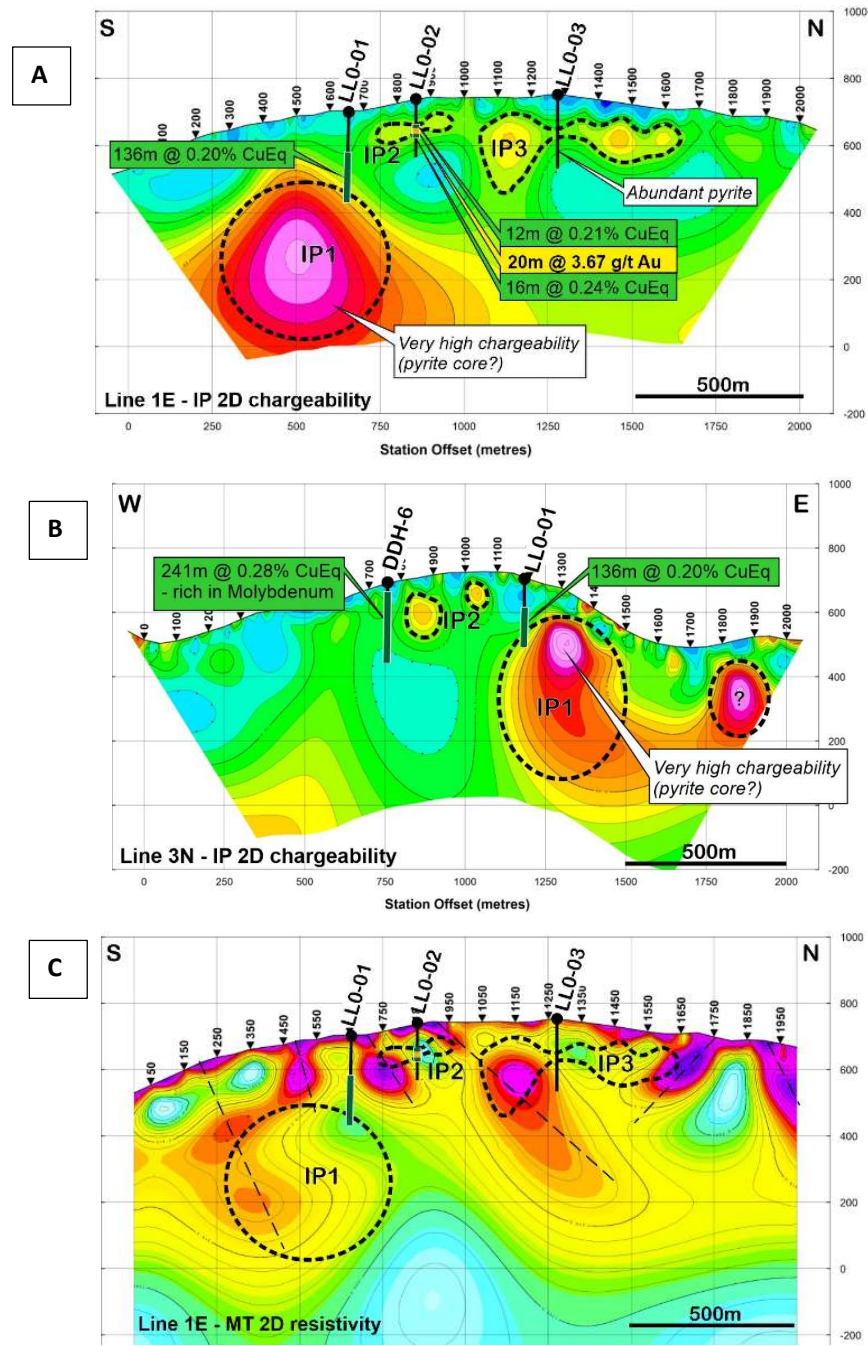 A
S
N
LL0-01
LL0-02
LL0-03
200
300
400
500
600
700
800
900
1000
1100
1200
1400
1500
1600
1700
1800
1900
2000
1000
800
600
400
200
0
-200
136m @ 0.20% CuEq
IP2
IP3
Abundant pyrite
12m @ 0.21% CuEq
20m @ 3.67 g/t Au
16m @ 0.24% CuEq
IP1
Very high chargeability
(pyrite core?)
500m
Line 1E - IP 2D chargeability
0
250
500
750
1000
1250
1500
1750
2000
Station Offset (metres)
B
W
E
DDH-6
LL0-01
0
100
700
900
1000
1100
1300
1500
1600
1700
1800
1900
2000
1000
800
600
400
200
0
-200
241m @ 0.28% CuEq
- rich in Molybdenum
136m @ 0.20% CuEq
IP2
IP1
?
Very high chargeability
(pyrite core?)
500m
Line 3N - IP 2D chargeability
0
250
500
750
1000
1250
1500
1750
2000
Station Offset (metres)
C
S
N
LL0-01
LL0-02
LL0-03
50
150
250
350
450
550
750
950
1050
1150
1250
1350
1450
1550
1650
1750
1850
1950
1000
800
600
400
200
0
-200
IP2
IP3
IP1
500m
Line 1E - MT 2D resistivity